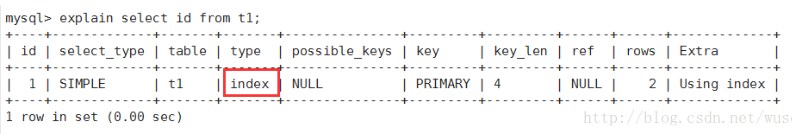 mysql> explain select id from t1;
+----+-------------+-------+-------+---------------+---------+---------+------+------+-------------+
| id | select_type | table | type | possible_keys | key | key_len | ref | rows | Extra |
+----+-------------+-------+-------+---------------+---------+---------+------+------+-------------+
| 1 | SIMPLE | t1 | index | NULL | PRIMARY | 4 | NULL | 2 | Using index |
+----+-------------+-------+-------+---------------+---------+---------+------+------+-------------+
http://blog.csdn.net/wuse
1 row in set (0.00 sec)